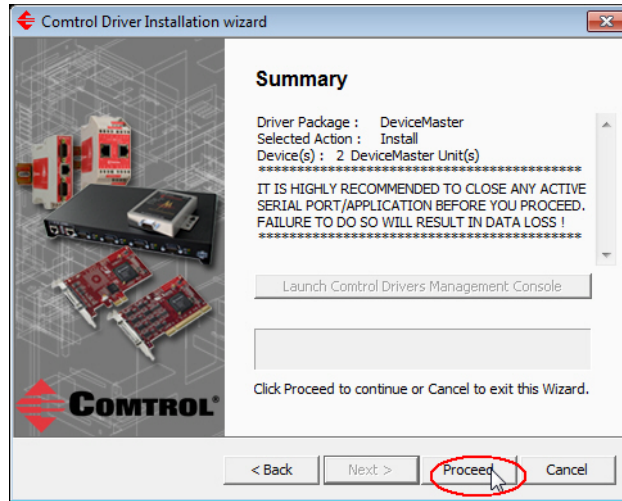 Comtrol Driver Installation wizard
Summary
Driver Package : DeviceMaster
Selected Action : Install
Device(s) : 2 DeviceMaster Unit(s)
******************************************
IT IS HIGHLY RECOMMENDED TO CLOSE ANY ACTIVE
SERIAL PORT/APPLICATION BEFORE YOU PROCEED.
FAILURE TO DO SO WILL RESULT IN DATA LOSS !
******************************************
Launch Comtrol Drivers Management Console
Click Proceed to continue or Cancel to exit this Wizard.
COMTROL®
< Back
Next >
Proceed
Cancel